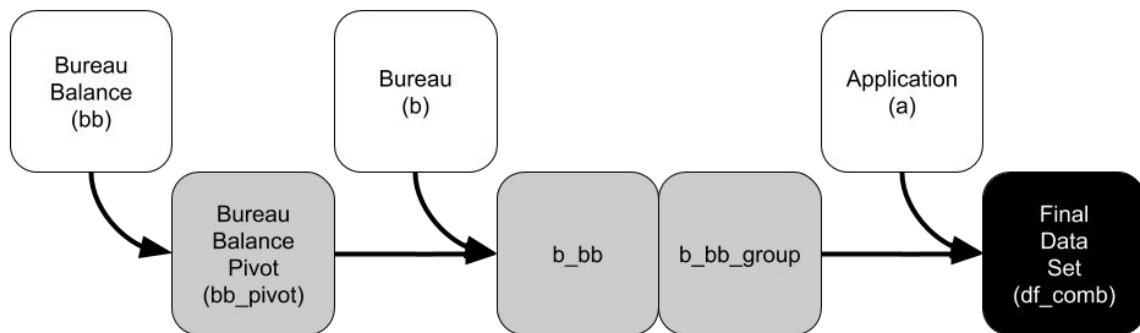 Bureau
Balance
(bb)
Bureau
(b)
Application
(a)
Bureau
Balance
Pivot
(bb_pivot)
b_bb
b_bb_group
Final
Data
Set
(df_comb)